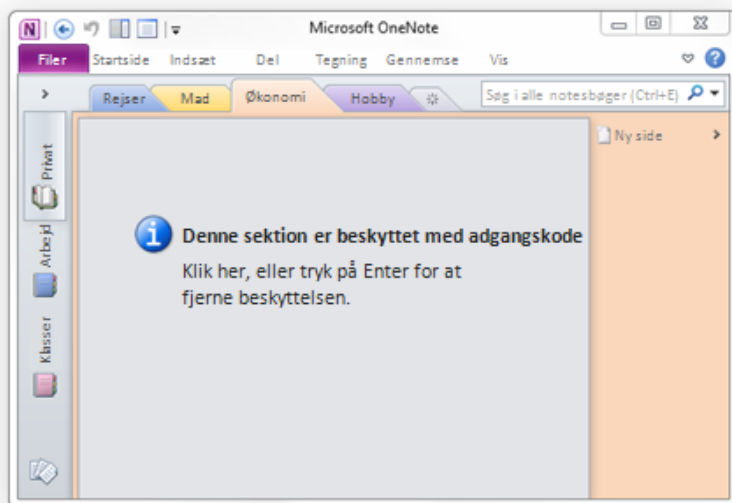 Microsoft OneNote
Filer Startside Indsæt Del Tegning Gennemse Vis
Rejser Mad Økonomi Hobby Søg i alle notesbøger (Ctrl+E)
Ny side
Privat
Arbejd
Klasser
Denne sektion er beskyttet med adgangskode
Klik her, eller tryk på Enter for at
fjerne beskyttelsen.